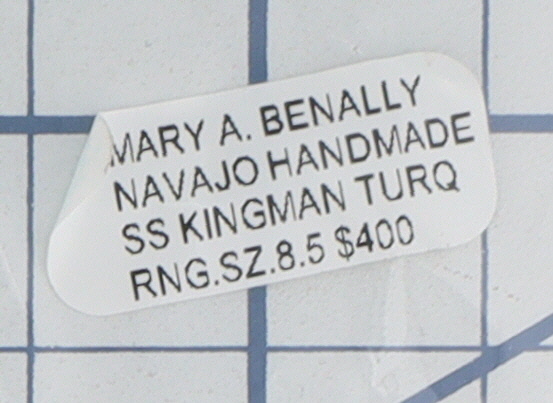 MARY A. BENALLY
NAVAJO HANDMADE
SS KINGMAN TURQ
RNG.SZ.8.5 $400